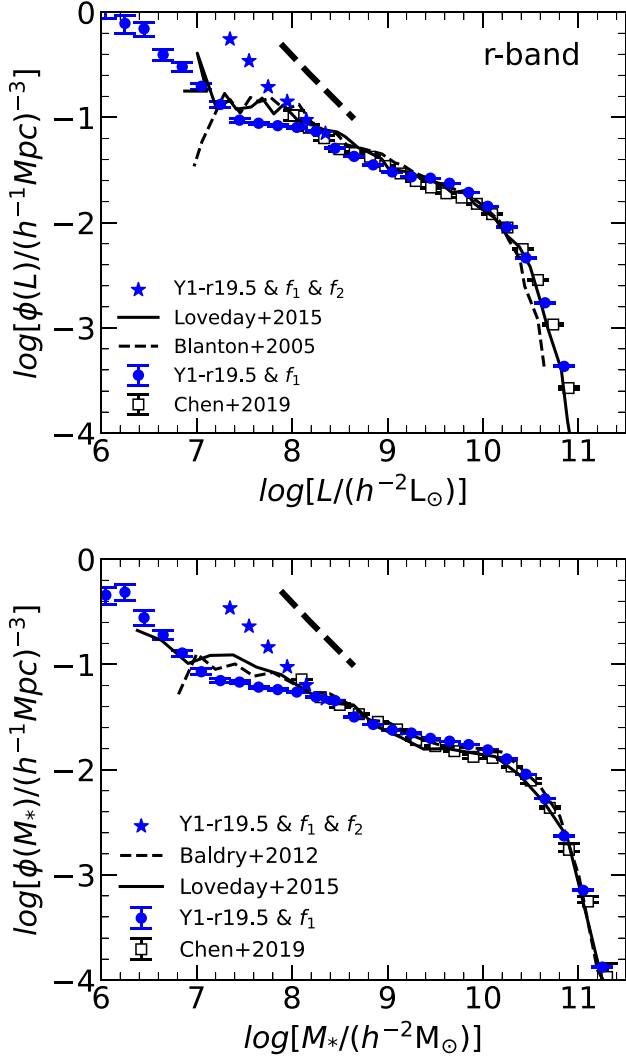 0
r-band
−1
−2
−3
−4
log[ϕ(L)/(h⁻¹Mpc)⁻³]
Y1-r19.5 & f₁ & f₂
Loveday+2015
Blanton+2005
Y1-r19.5 & f₁
Chen+2019
6 7 8 9 10 11
log[L/(h⁻²L⊙)]
0
−1
−2
−3
−4
log[ϕ(M*)/(h⁻¹Mpc)⁻³]
Y1-r19.5 & f₁ & f₂
Baldry+2012
Loveday+2015
Y1-r19.5 & f₁
Chen+2019
6 7 8 9 10 11
log[M*/(h⁻²M⊙)]